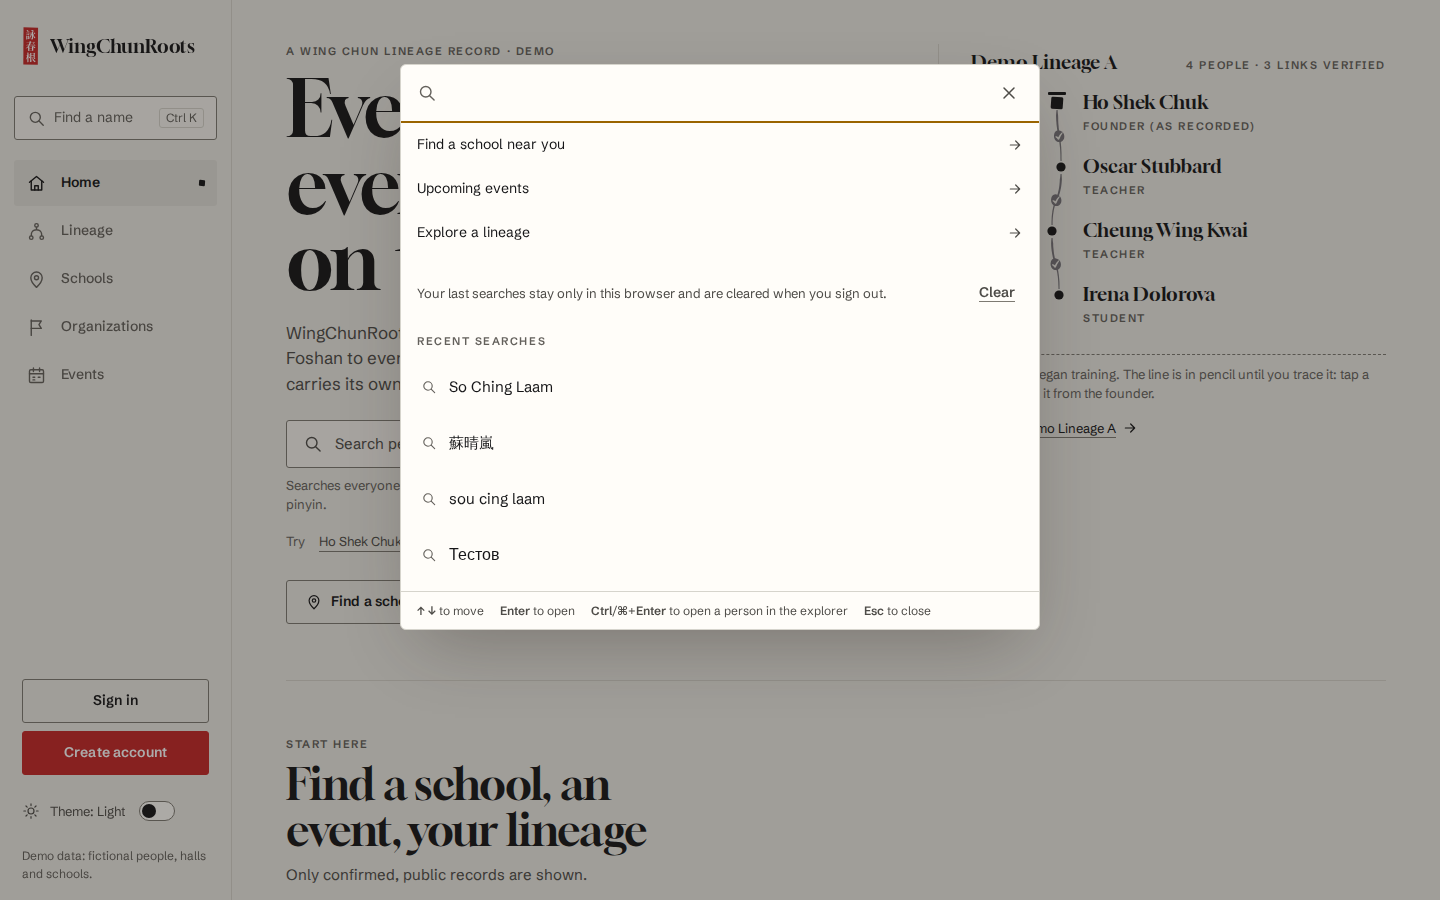 詠春根
WingChunRoots
Find a name
Ctrl K
Home
Lineage
Schools
Organizations
Events
Sign in
Create account
Theme: Light
Demo data: fictional people, halls
and schools.
A WING CHUN LINEAGE RECORD · DEMO
Eve
eve
on
WingChunRoot
Foshan to ever
carries its own
Search pe
Searches everyone
pinyin.
Try Ho Shek Chuk
Find a scho
Find a school near you
Upcoming events
Explore a lineage
Your last searches stay only in this browser and are cleared when you sign out.
Clear
RECENT SEARCHES
So Ching Laam
蘇晴嵐
sou cing laam
Тестов
↑↓ to move Enter to open Ctrl/⌘+Enter to open a person in the explorer Esc to close
Demo Lineage A
4 PEOPLE · 3 LINKS VERIFIED
Ho Shek Chuk
FOUNDER (AS RECORDED)
Oscar Stubbard
TEACHER
Cheung Wing Kwai
TEACHER
Irena Dolorova
STUDENT
egan training. The line is in pencil until you trace it: tap a
it from the founder.
mo Lineage A
START HERE
Find a school, an
event, your lineage
Only confirmed, public records are shown.